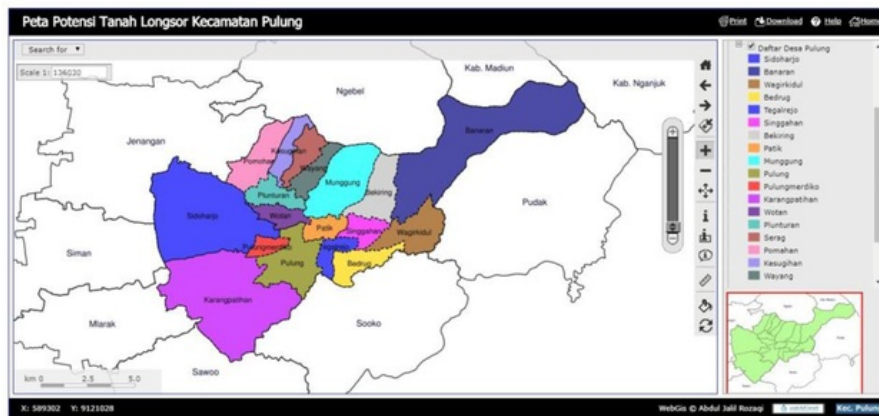 Peta Potensi Tanah Longsor Kecamatan Pulung
Print Download Help Home
Search for
Scale 1: 136030
Kab. Madiun
Kab. Nganjuk
Ngebel
Jenangan
Banaran
Kesugihan
Pomahan
Wayang
Munggung
Bekiring
Plunturan
Pudak
Sidoharjo
Wotan
Patik
Singgahan
Wagirkidul
Siman
Pulungmerdiko
Tegalrejo
Pulung
Bedrug
Karangpatihan
Mlarak
Sooko
Sawoo
km 0 2.5 5.0
Daftar Desa Pulung
Sidoharjo
Banaran
Wagirkidul
Bedrug
Tegalrejo
Singgahan
Bekiring
Patik
Munggung
Pulung
Pulungmerdiko
Karangpatihan
Wotan
Plunturan
Serag
Pomahan
Kesugihan
Wayang
X: 589302 Y: 9121028
WebGis © Abdul Jalil Rozaqi
Kec. Pulung